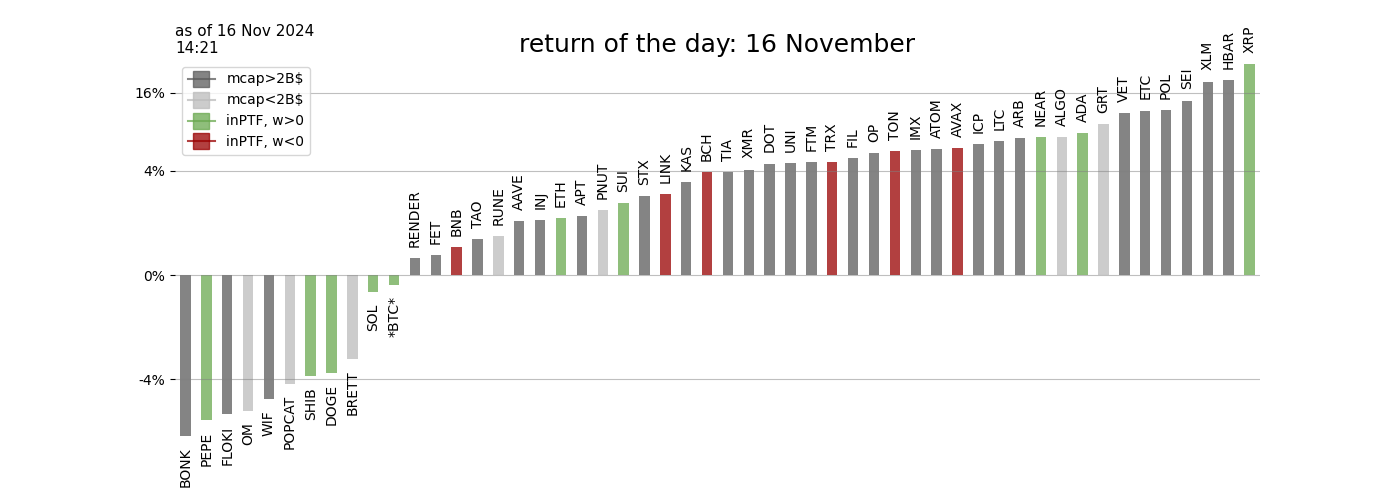 as of 16 Nov 2024
14:21
return of the day: 16 November
mcap>2B$
mcap<2B$
inPTF, w>0
inPTF, w<0
16%
4%
0%
-4%
BONK
PEPE
FLOKI
OM
WIF
POPCAT
SHIB
DOGE
BRETT
SOL
*BTC*
RENDER
FET
BNB
TAO
RUNE
AAVE
INJ
ETH
APT
PNUT
SUI
STX
LINK
KAS
BCH
TIA
XMR
DOT
UNI
FTM
TRX
FIL
OP
TON
IMX
ATOM
AVAX
ICP
LTC
ARB
NEAR
ALGO
ADA
GRT
VET
ETC
POL
SEI
XLM
HBAR
XRP